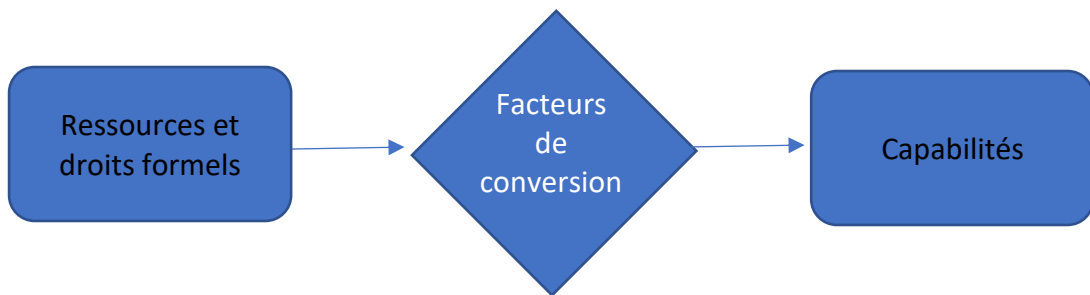 Ressources et
droits formels
Facteurs
de
conversion
Capabilités